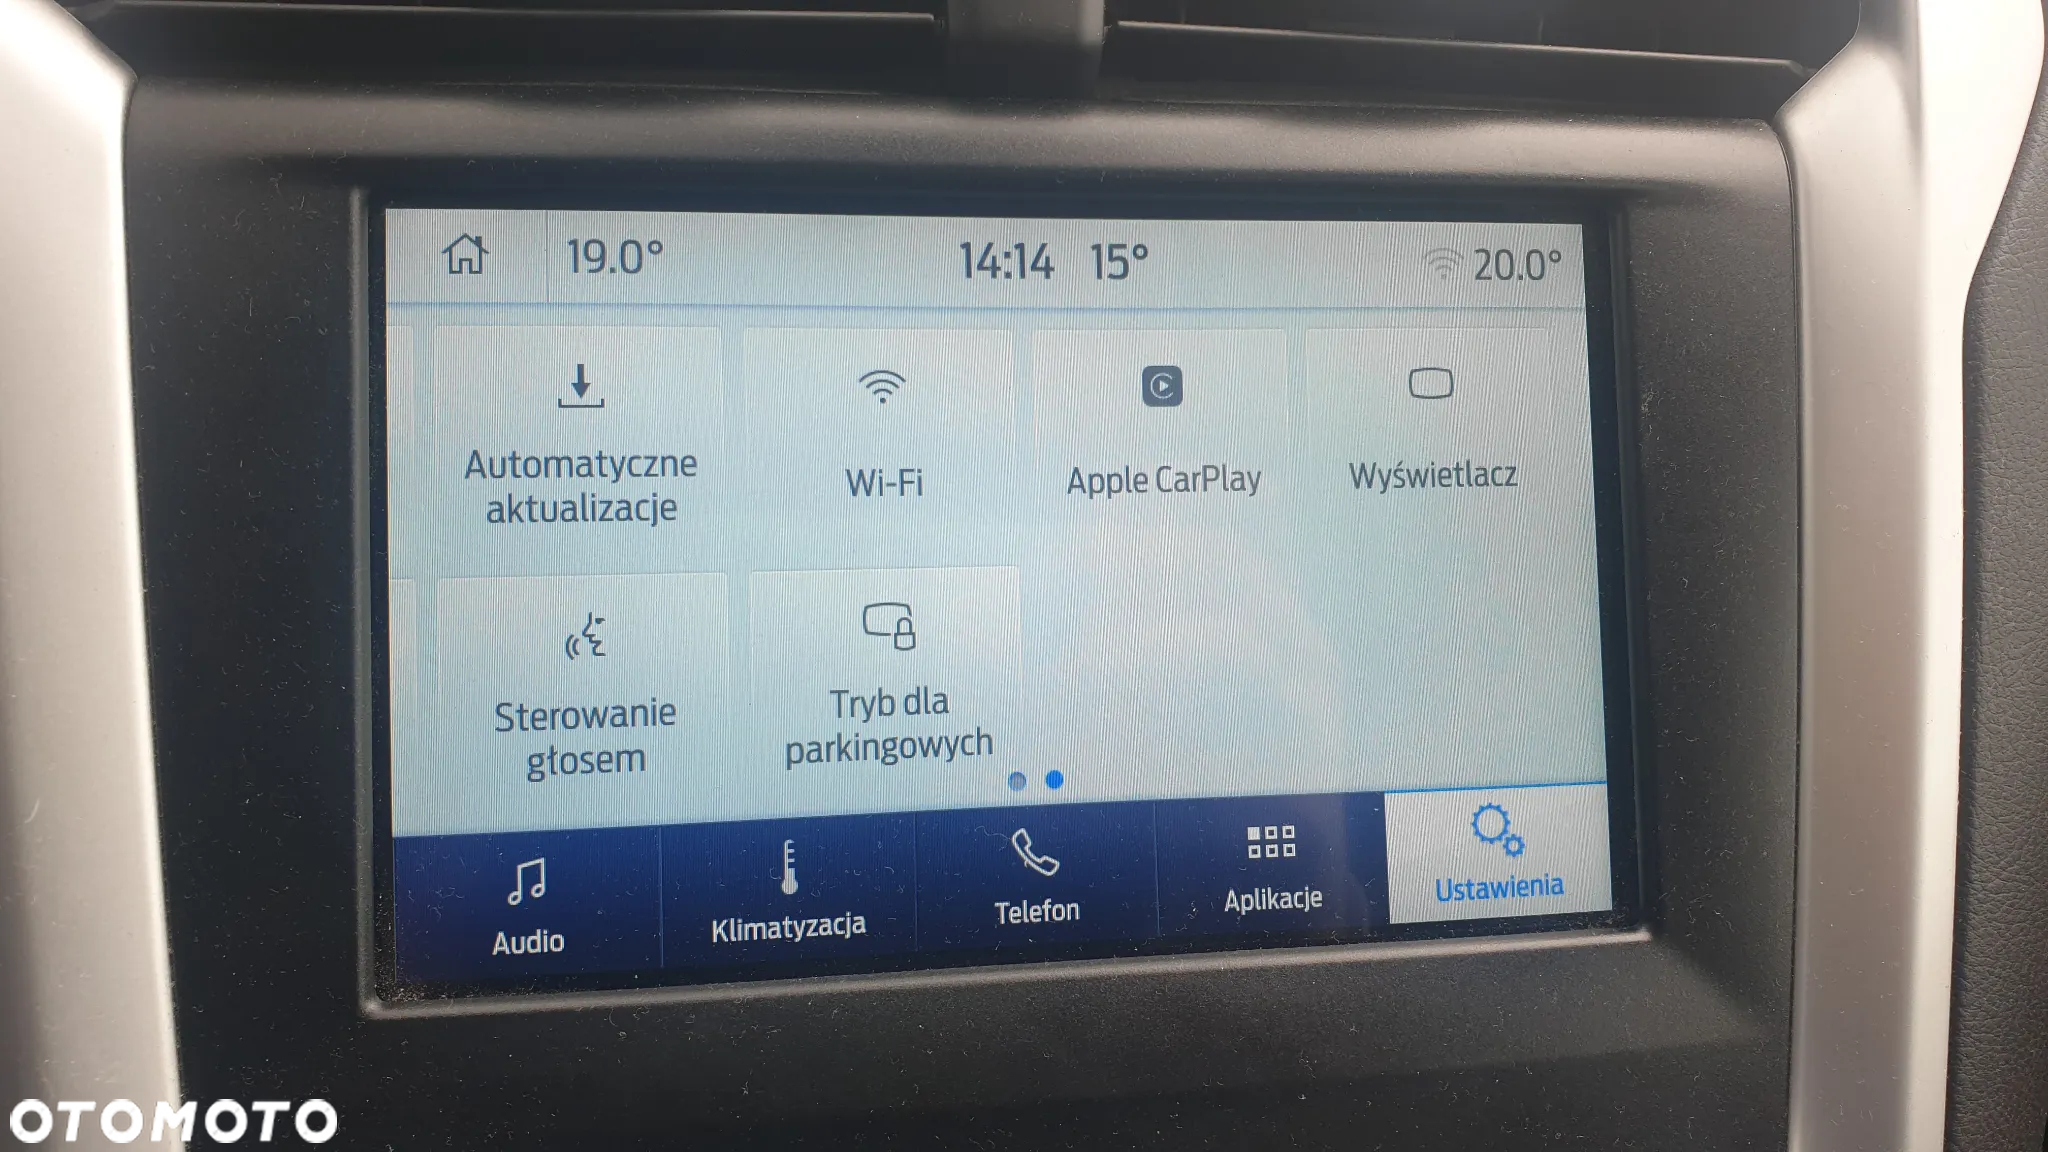 19.0° 14:14 15° 20.0°
Automatyczne
aktualizacje
Wi-Fi
Apple CarPlay
Wyświetlacz
Sterowanie
głosem
Tryb dla
parkingowych
Audio
Klimatyzacja
Telefon
Aplikacje
Ustawienia
OTOMOTO